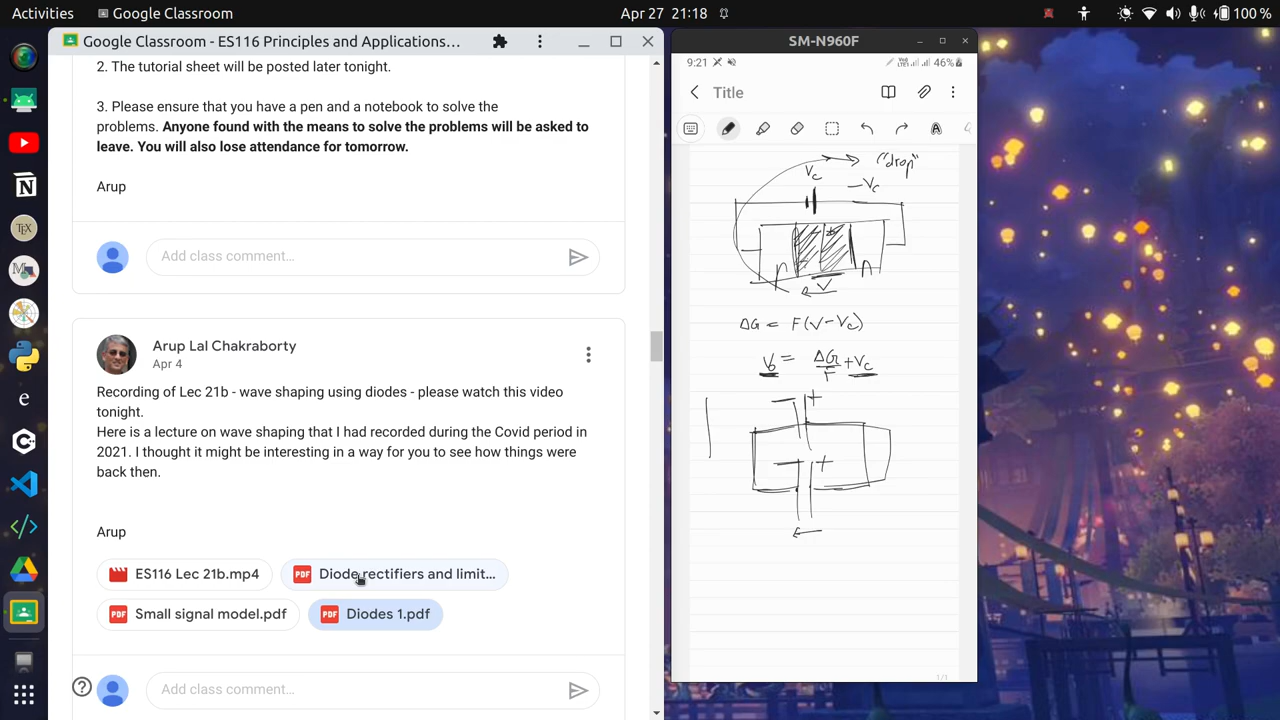 Activities
Google Classroom
Apr 27 21:18
100 %
Google Classroom - ES116 Principles and Applications…
2. The tutorial sheet will be posted later tonight.
3. Please ensure that you have a pen and a notebook to solve the
problems. Anyone found with the means to solve the problems will be asked to
leave. You will also lose attendance for tomorrow.
Arup
Add class comment…
Arup Lal Chakraborty
Apr 4
Recording of Lec 21b - wave shaping using diodes - please watch this video
tonight.
Here is a lecture on wave shaping that I had recorded during the Covid period in
2021. I thought it might be interesting in a way for you to see how things were
back then.
Arup
ES116 Lec 21b.mp4
PDF Diode rectifiers and limit...
PDF Small signal model.pdf
PDF Diodes 1.pdf
Add class comment…
SM-N960F
9:21
46%
Title
("drop")
Vc
-Vc
n
V
ΔG = F(V-Vc)
= ΔG/F + Vc
- +
- +
1/1